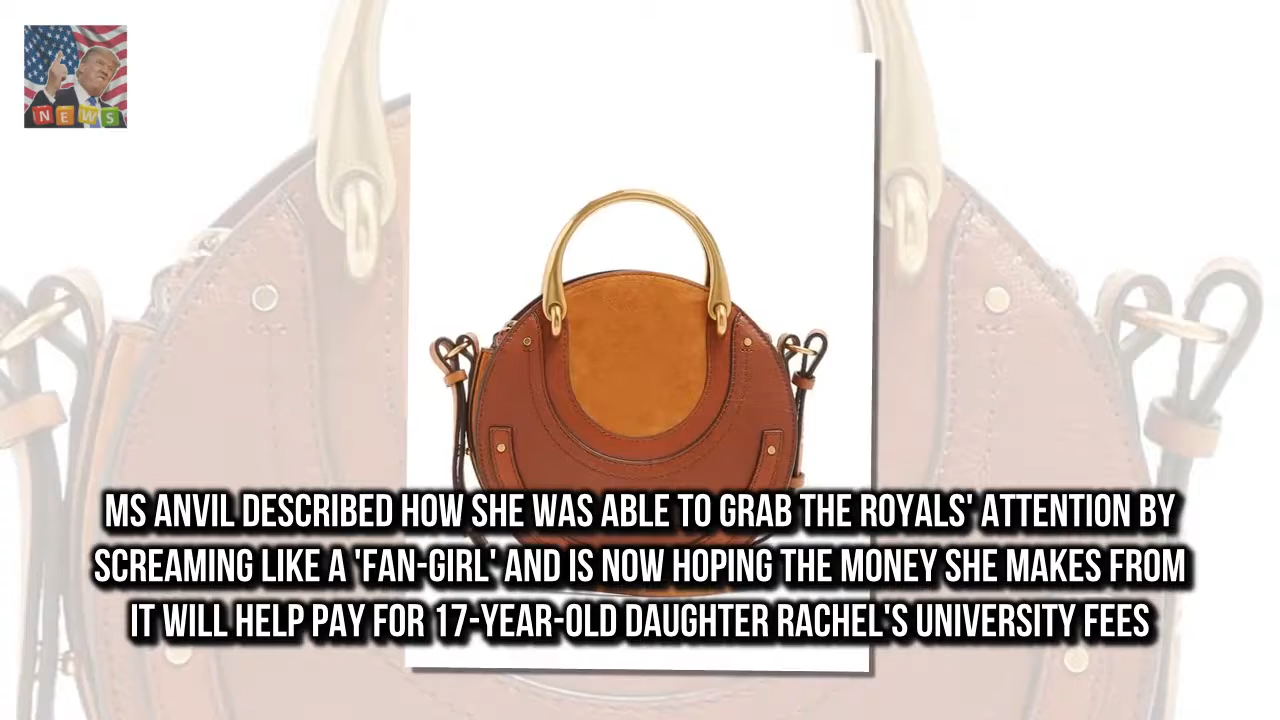 NEWS
MS ANVIL DESCRIBED HOW SHE WAS ABLE TO GRAB THE ROYALS' ATTENTION BY
SCREAMING LIKE A 'FAN-GIRL' AND IS NOW HOPING THE MONEY SHE MAKES FROM
IT WILL HELP PAY FOR 17-YEAR-OLD DAUGHTER RACHEL'S UNIVERSITY FEES